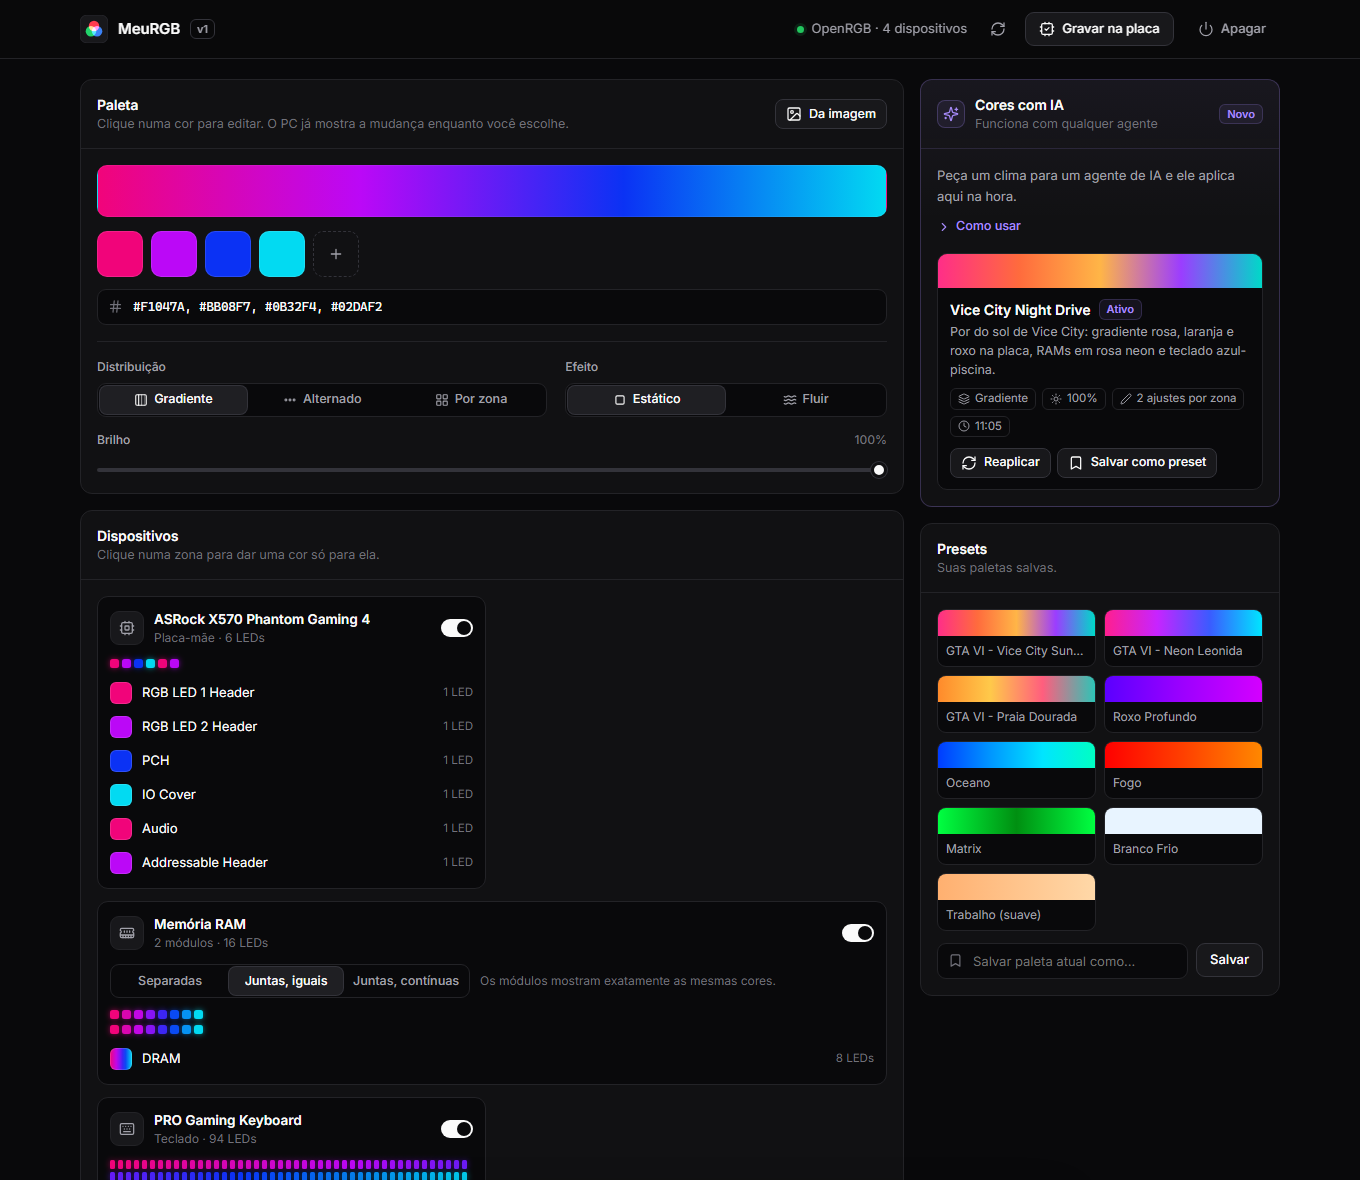 MeuRGB v1
OpenRGB · 4 dispositivos
Gravar na placa
Apagar
Paleta
Clique numa cor para editar. O PC já mostra a mudança enquanto você escolhe.
Da imagem
#F1047A, #BB08F7, #0B32F4, #02DAF2
Distribuição
Gradiente
Alternado
Por zona
Efeito
Estático
Fluir
Brilho
100%
Dispositivos
Clique numa zona para dar uma cor só para ela.
ASRock X570 Phantom Gaming 4
Placa-mãe · 6 LEDs
RGB LED 1 Header
1 LED
RGB LED 2 Header
1 LED
PCH
1 LED
IO Cover
1 LED
Audio
1 LED
Addressable Header
1 LED
Memória RAM
2 módulos · 16 LEDs
Separadas
Juntas, iguais
Juntas, contínuas
Os módulos mostram exatamente as mesmas cores.
DRAM
8 LEDs
PRO Gaming Keyboard
Teclado · 94 LEDs
Cores com IA
Funciona com qualquer agente
Novo
Peça um clima para um agente de IA e ele aplica
aqui na hora.
Como usar
Vice City Night Drive
Ativo
Por do sol de Vice City: gradiente rosa, laranja e
roxo na placa, RAMs em rosa neon e teclado azul-
piscina.
Gradiente
100%
2 ajustes por zona
11:05
Reaplicar
Salvar como preset
Presets
Suas paletas salvas.
GTA VI - Vice City Sun...
GTA VI - Neon Leonida
GTA VI - Praia Dourada
Roxo Profundo
Oceano
Fogo
Matrix
Branco Frio
Trabalho (suave)
Salvar paleta atual como...
Salvar